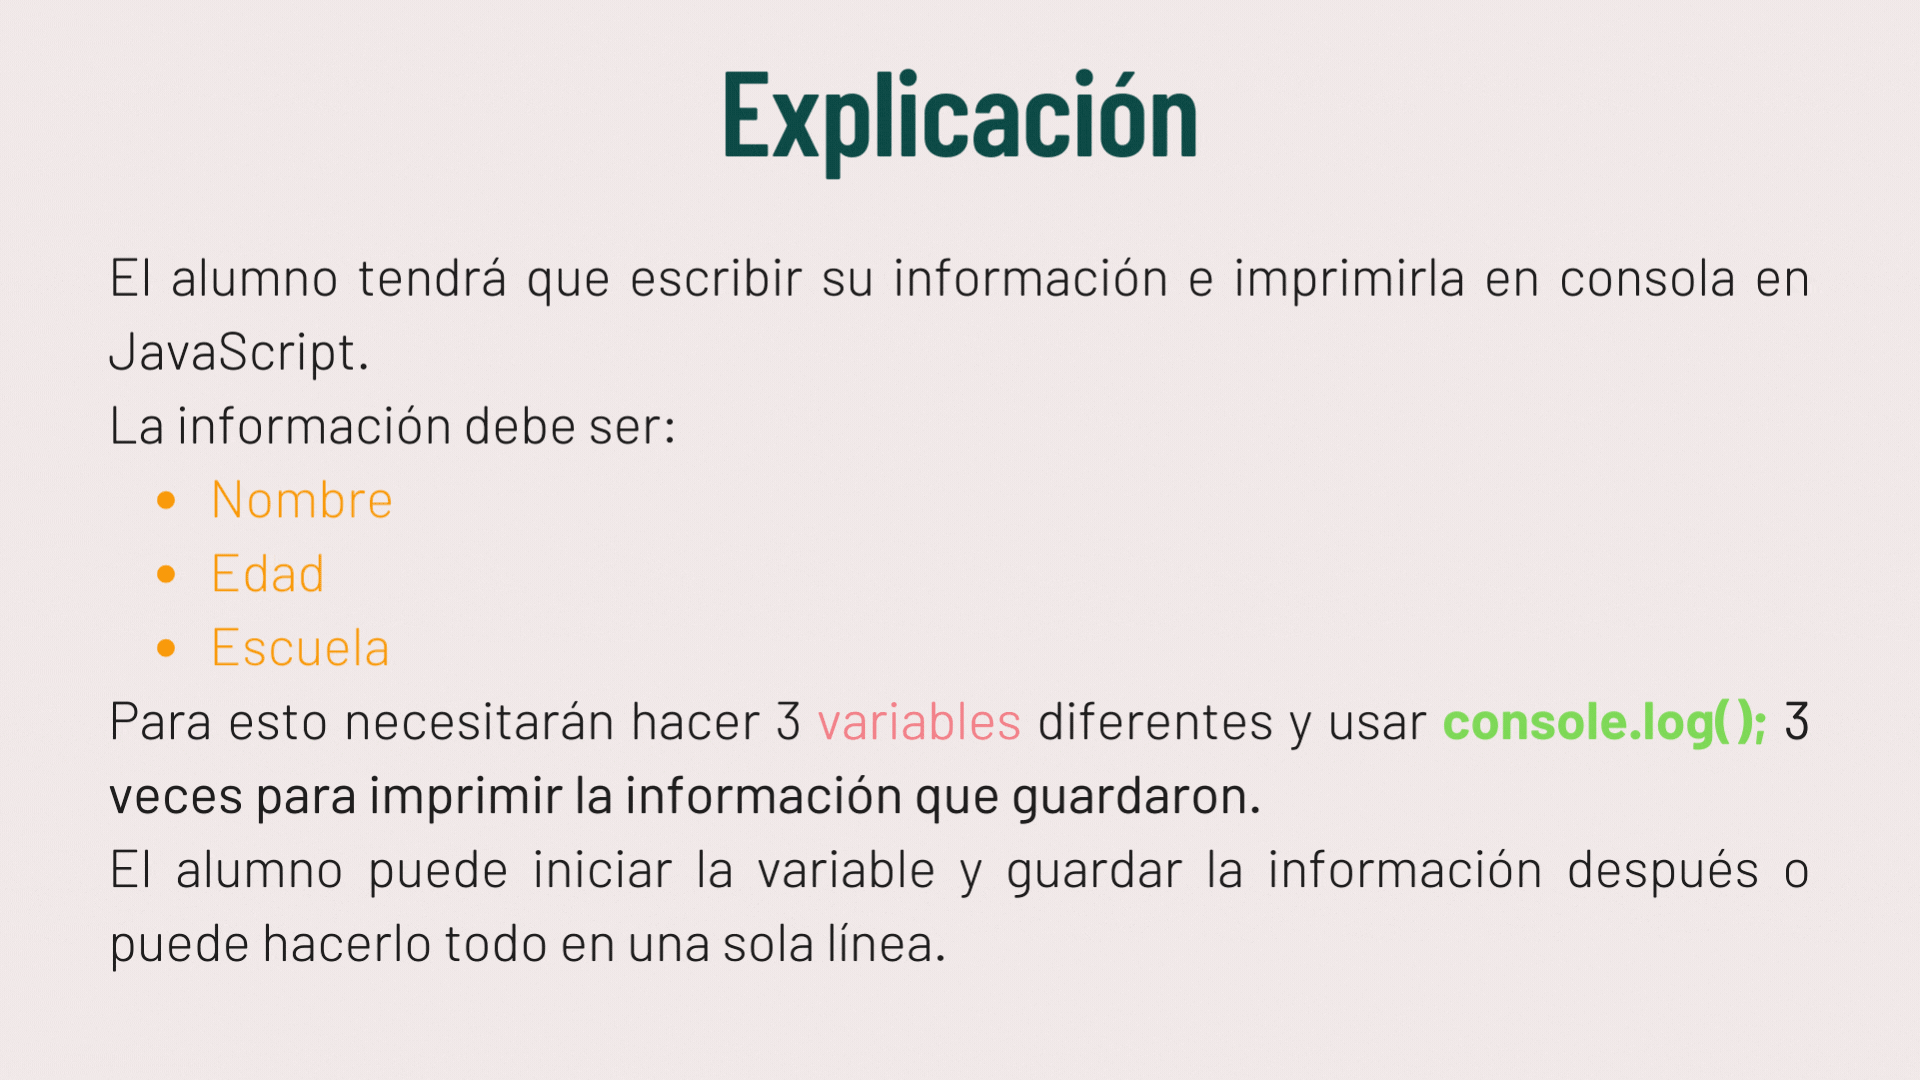 Explicación
El alumno tendrá que escribir su información e imprimirla en consola en
JavaScript.
La información debe ser:
• Nombre
• Edad
• Escuela
Para esto necesitarán hacer 3 variables diferentes y usar console.log(); 3
veces para imprimir la información que guardaron.
El alumno puede iniciar la variable y guardar la información después o
puede hacerlo todo en una sola línea.